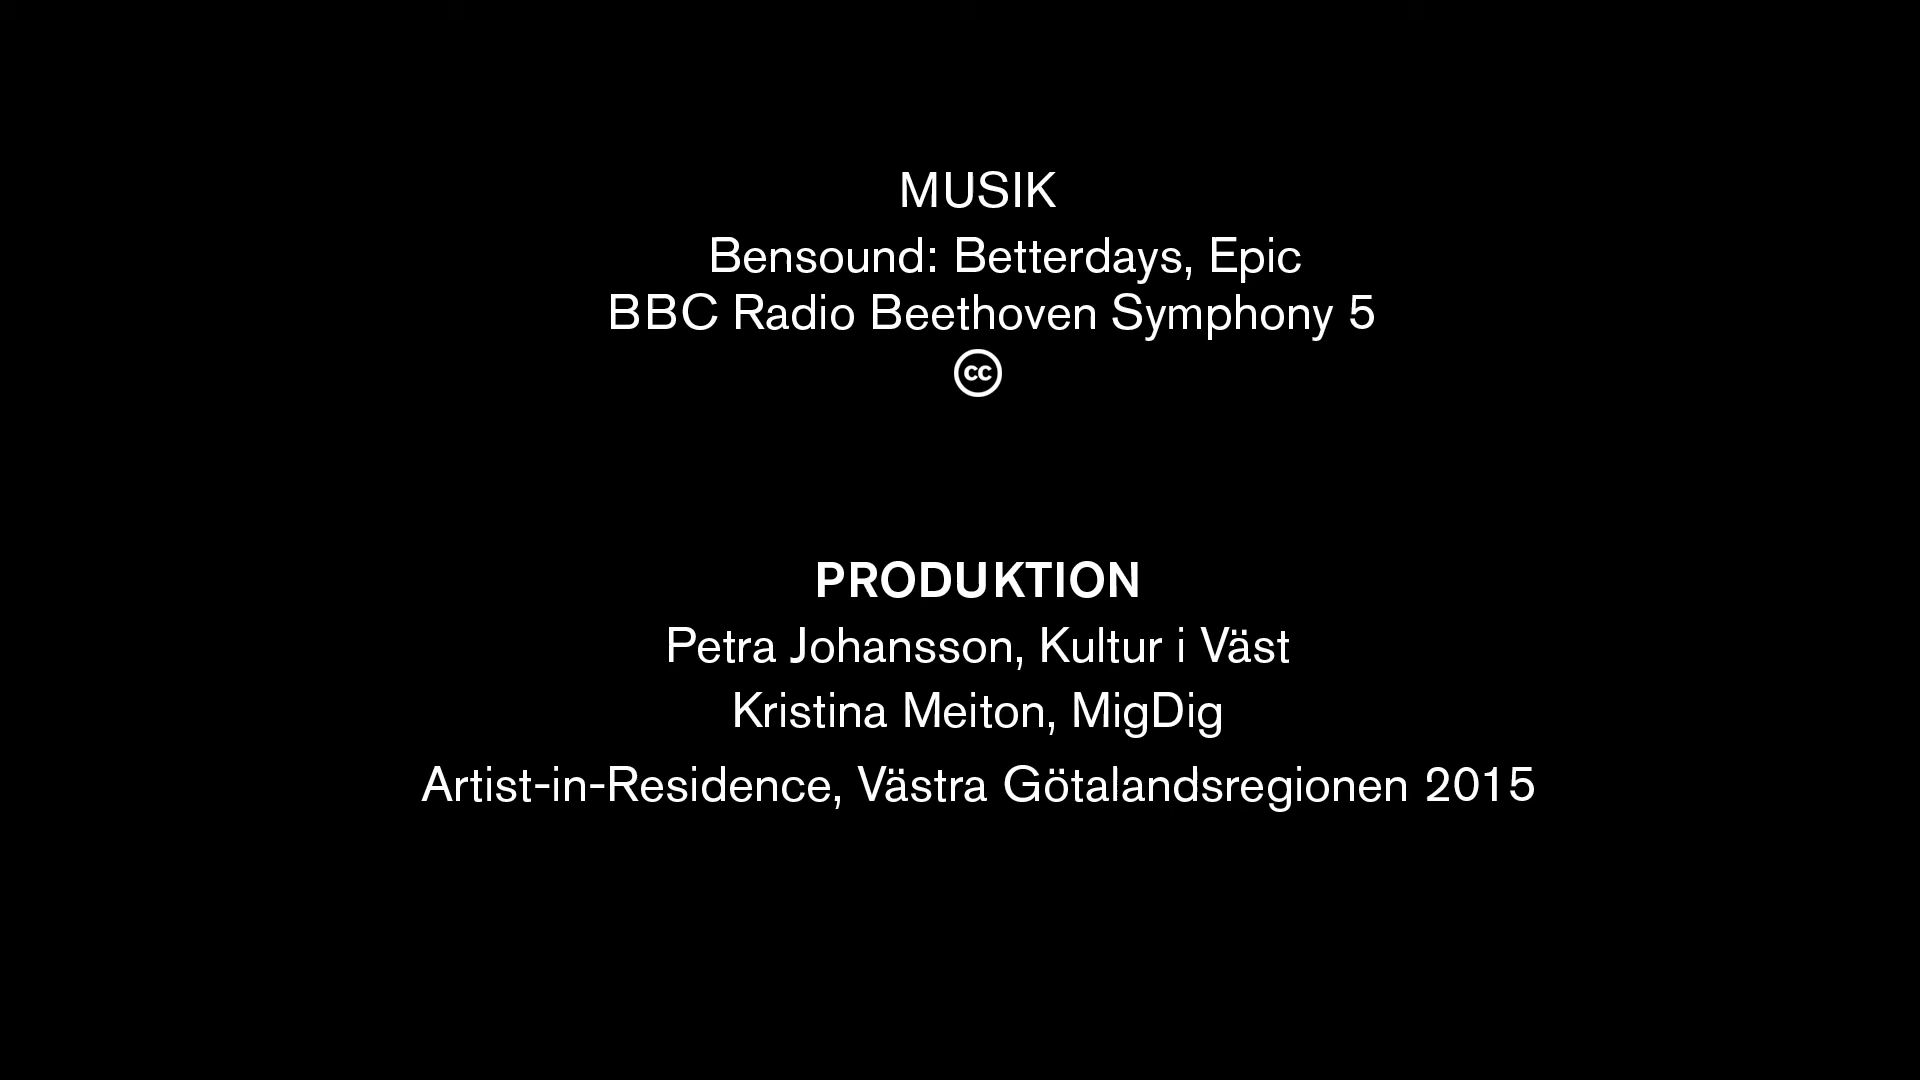 MUSIK
Bensound: Betterdays, Epic
BBC Radio Beethoven Symphony 5
cc
PRODUKTION
Petra Johansson, Kultur i Väst
Kristina Meiton, MigDig
Artist-in-Residence, Västra Götalandsregionen 2015